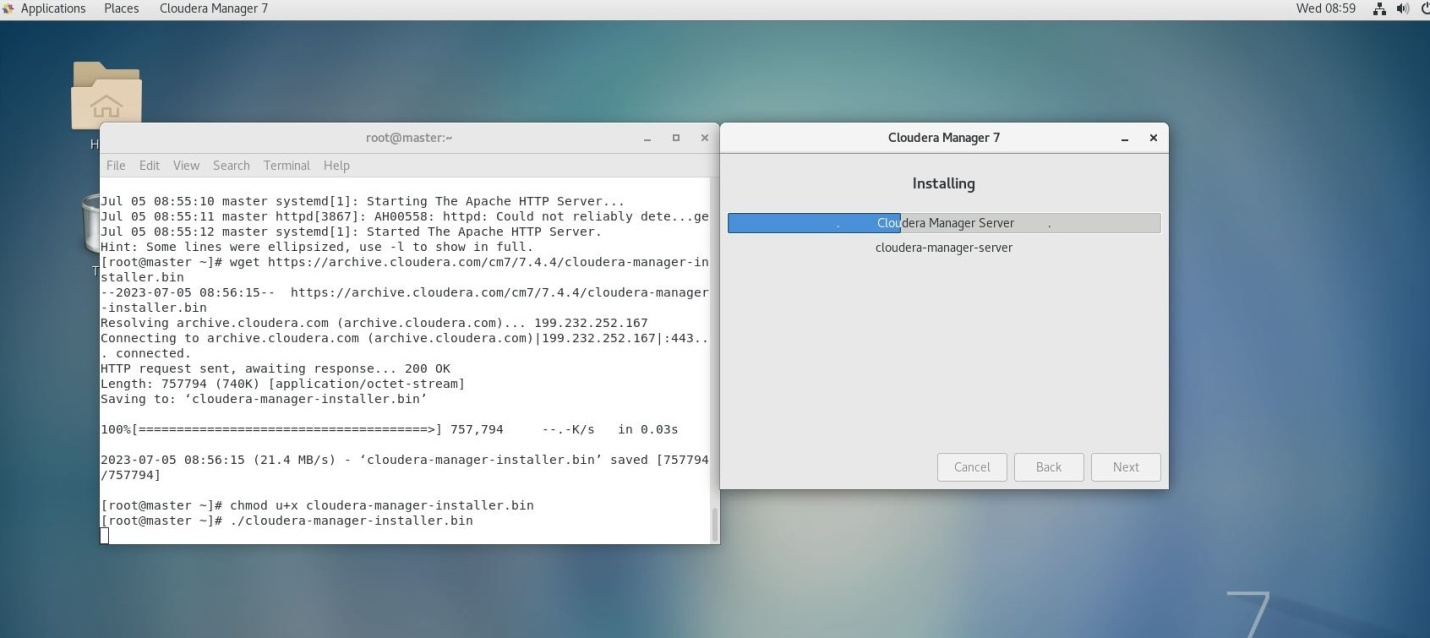 Applications Places Cloudera Manager 7 Wed 08:59
H
T
root@master:~
File Edit View Search Terminal Help
Jul 05 08:55:10 master systemd[1]: Starting The Apache HTTP Server...
Jul 05 08:55:11 master httpd[3867]: AH00558: httpd: Could not reliably dete...ge
Jul 05 08:55:12 master systemd[1]: Started The Apache HTTP Server.
Hint: Some lines were ellipsized, use -l to show in full.
[root@master ~]# wget https://archive.cloudera.com/cm7/7.4.4/cloudera-manager-in
staller.bin
--2023-07-05 08:56:15--  https://archive.cloudera.com/cm7/7.4.4/cloudera-manager
-installer.bin
Resolving archive.cloudera.com (archive.cloudera.com)... 199.232.252.167
Connecting to archive.cloudera.com (archive.cloudera.com)|199.232.252.167|:443..
. connected.
HTTP request sent, awaiting response... 200 OK
Length: 757794 (740K) [application/octet-stream]
Saving to: ‘cloudera-manager-installer.bin’
100%[======================================>] 757,794     --.-K/s   in 0.03s
2023-07-05 08:56:15 (21.4 MB/s) - ‘cloudera-manager-installer.bin’ saved [757794
/757794]
[root@master ~]# chmod u+x cloudera-manager-installer.bin
[root@master ~]# ./cloudera-manager-installer.bin
Cloudera Manager 7
Installing
. Cloudera Manager Server .
cloudera-manager-server
Cancel Back Next
7